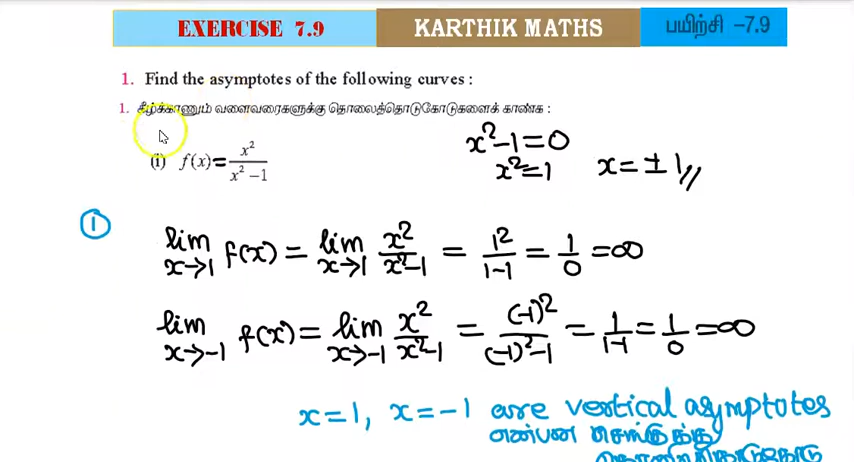 EXERCISE 7.9 KARTHIK MATHS பயிற்சி –7.9
1. Find the asymptotes of the following curves :
1. கீழ்க்காணும் வளைவரைகளுக்கு தொலைத்தொடுகோடுகளைக் காண்க :
(i) f(x)= x²/(x² −1)
x²−1=0
x²=1 x=±1//
①
lim x→1 f(x) = lim x→1 x²/(x²−1) = 1²/(1−1) = 1/0 = ∞
lim x→−1 f(x) = lim x→−1 x²/(x²−1) = (−1)²/((−1)²−1) = 1/(1−1) = 1/0 = ∞
x=1, x=−1 are vertical asymptotes
என்பன செங்குத்து